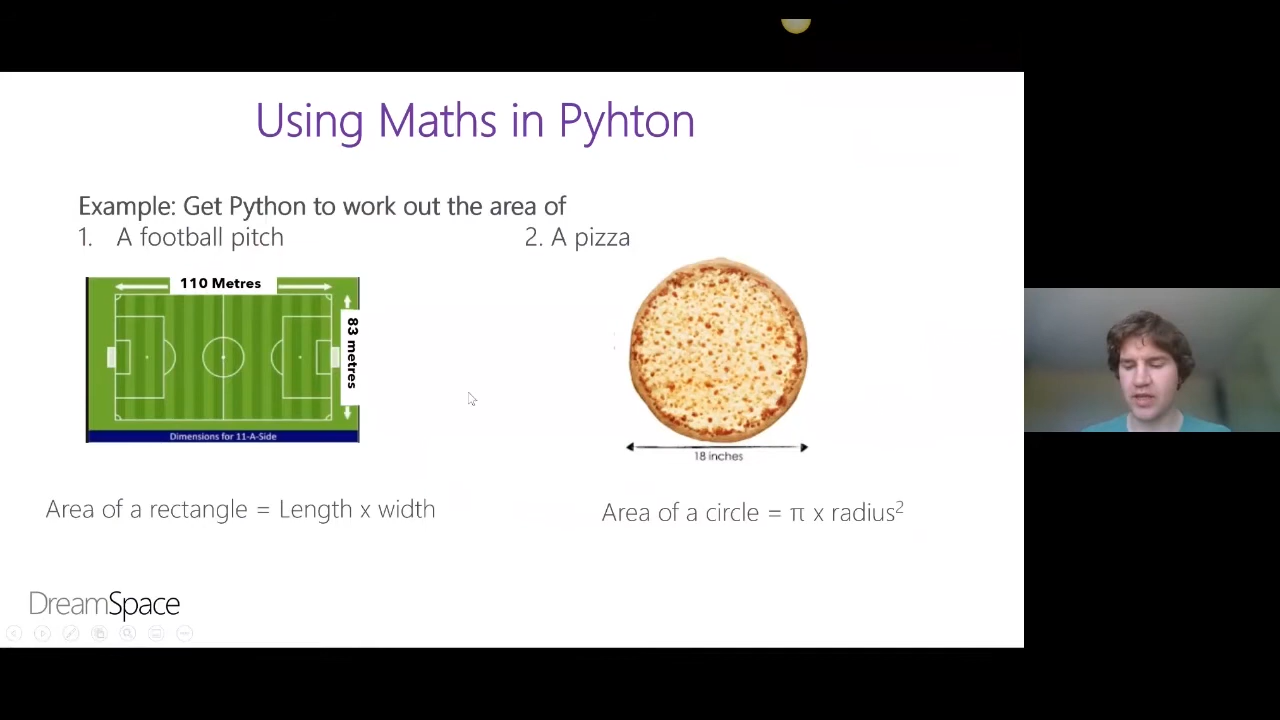 Using Maths in Pyhton
Example: Get Python to work out the area of
1. A football pitch
2. A pizza
110 Metres
83 metres
Dimensions for 11-A-Side
18 inches
Area of a rectangle = Length x width
Area of a circle = π x radius²
DreamSpace